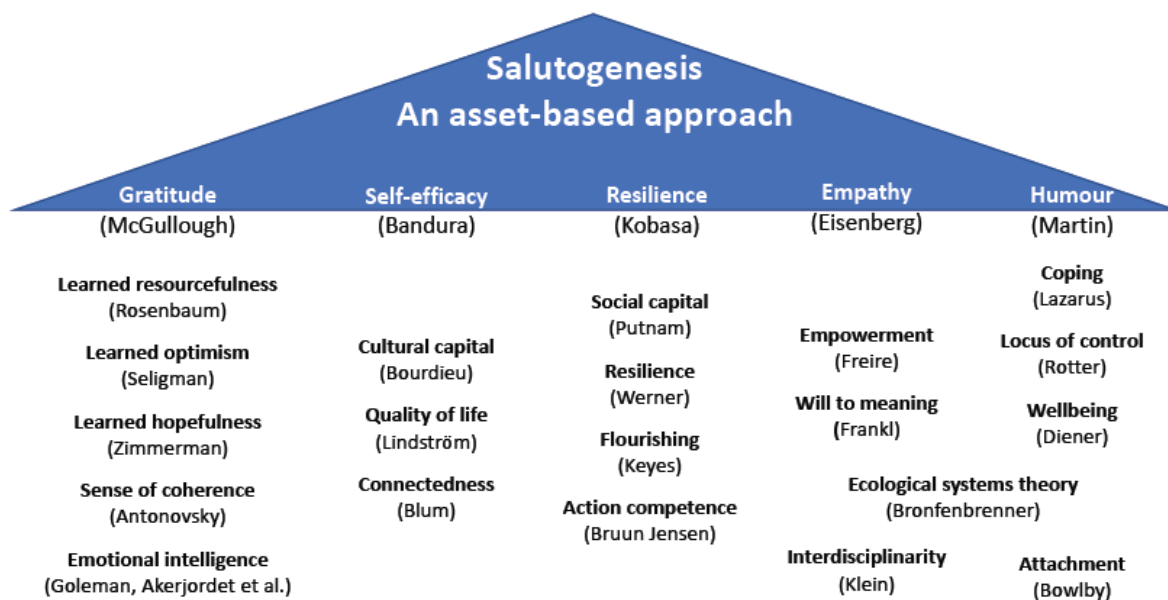 Salutogenesis
An asset-based approach
Gratitude
(McGullough)
Self-efficacy
(Bandura)
Resilience
(Kobasa)
Empathy
(Eisenberg)
Humour
(Martin)
Learned resourcefulness
(Rosenbaum)
Learned optimism
(Seligman)
Learned hopefulness
(Zimmerman)
Sense of coherence
(Antonovsky)
Emotional intelligence
(Goleman, Akerjordet et al.)
Cultural capital
(Bourdieu)
Quality of life
(Lindström)
Connectedness
(Blum)
Social capital
(Putnam)
Resilience
(Werner)
Flourishing
(Keyes)
Action competence
(Bruun Jensen)
Empowerment
(Freire)
Will to meaning
(Frankl)
Coping
(Lazarus)
Locus of control
(Rotter)
Wellbeing
(Diener)
Ecological systems theory
(Bronfenbrenner)
Interdisciplinarity
(Klein)
Attachment
(Bowlby)